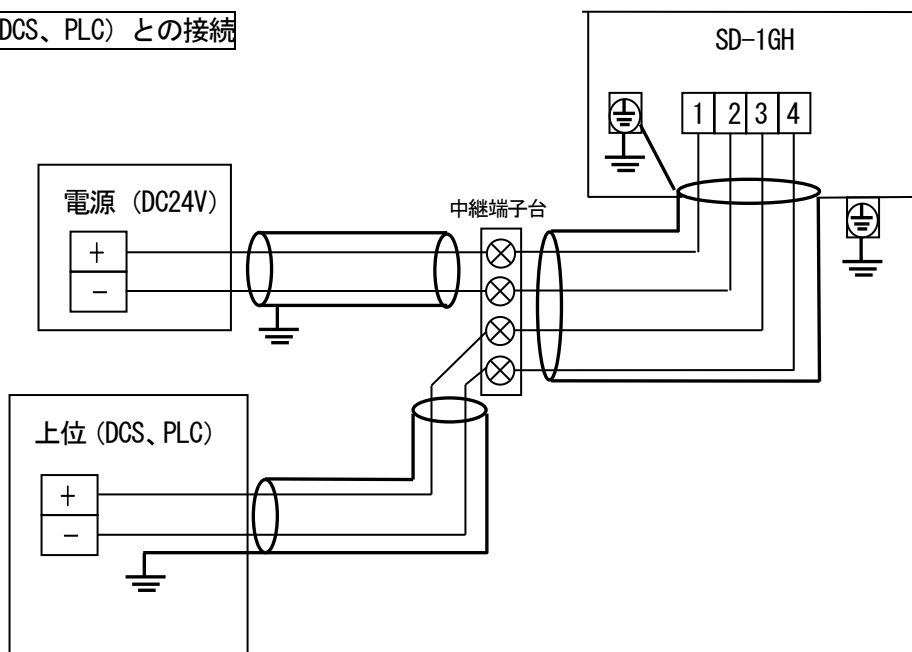 DCS、PLC) との接続
SD-1GH
1 2 3 4
電源 (DC24V)
+
-
中継端子台
上位(DCS、PLC)
+
-